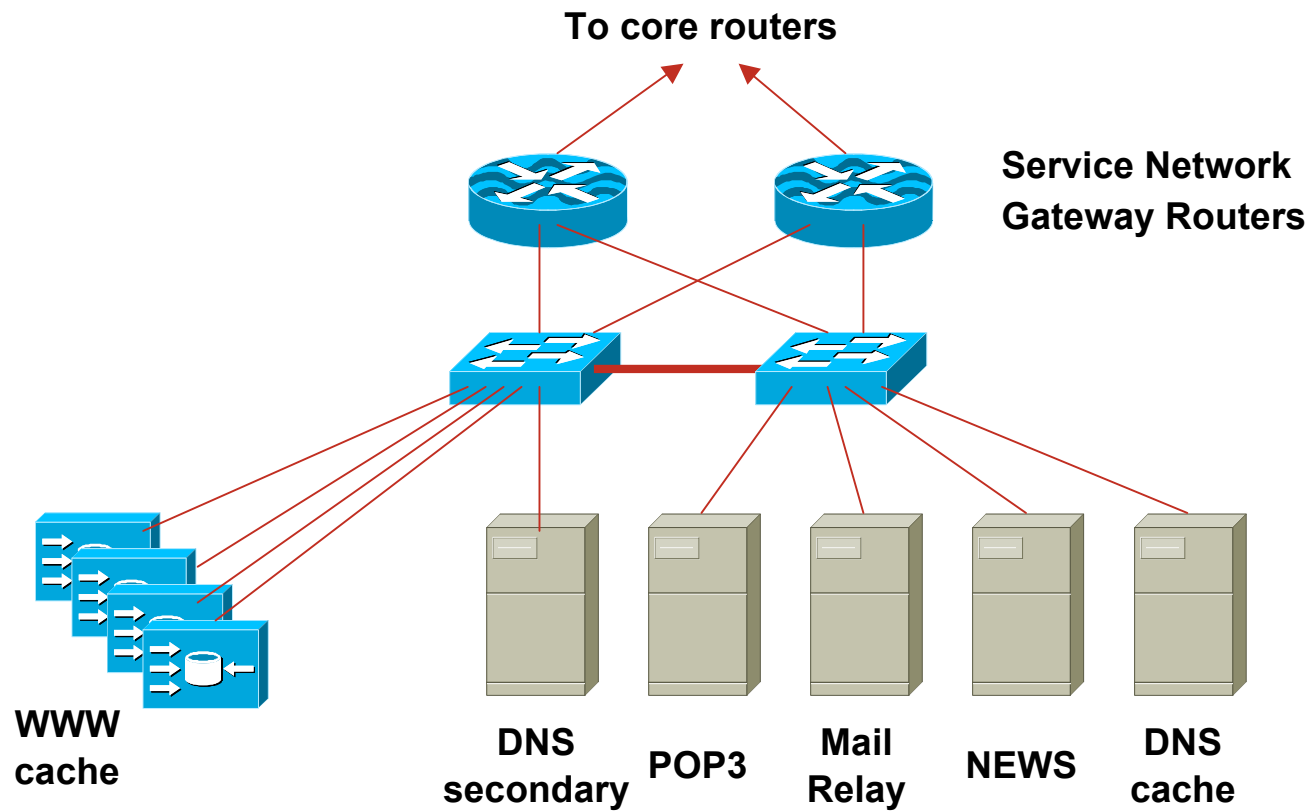 To core routers
Service Network
Gateway Routers
WWW
cache
DNS
secondary
POP3
Mail
Relay
NEWS
DNS
cache